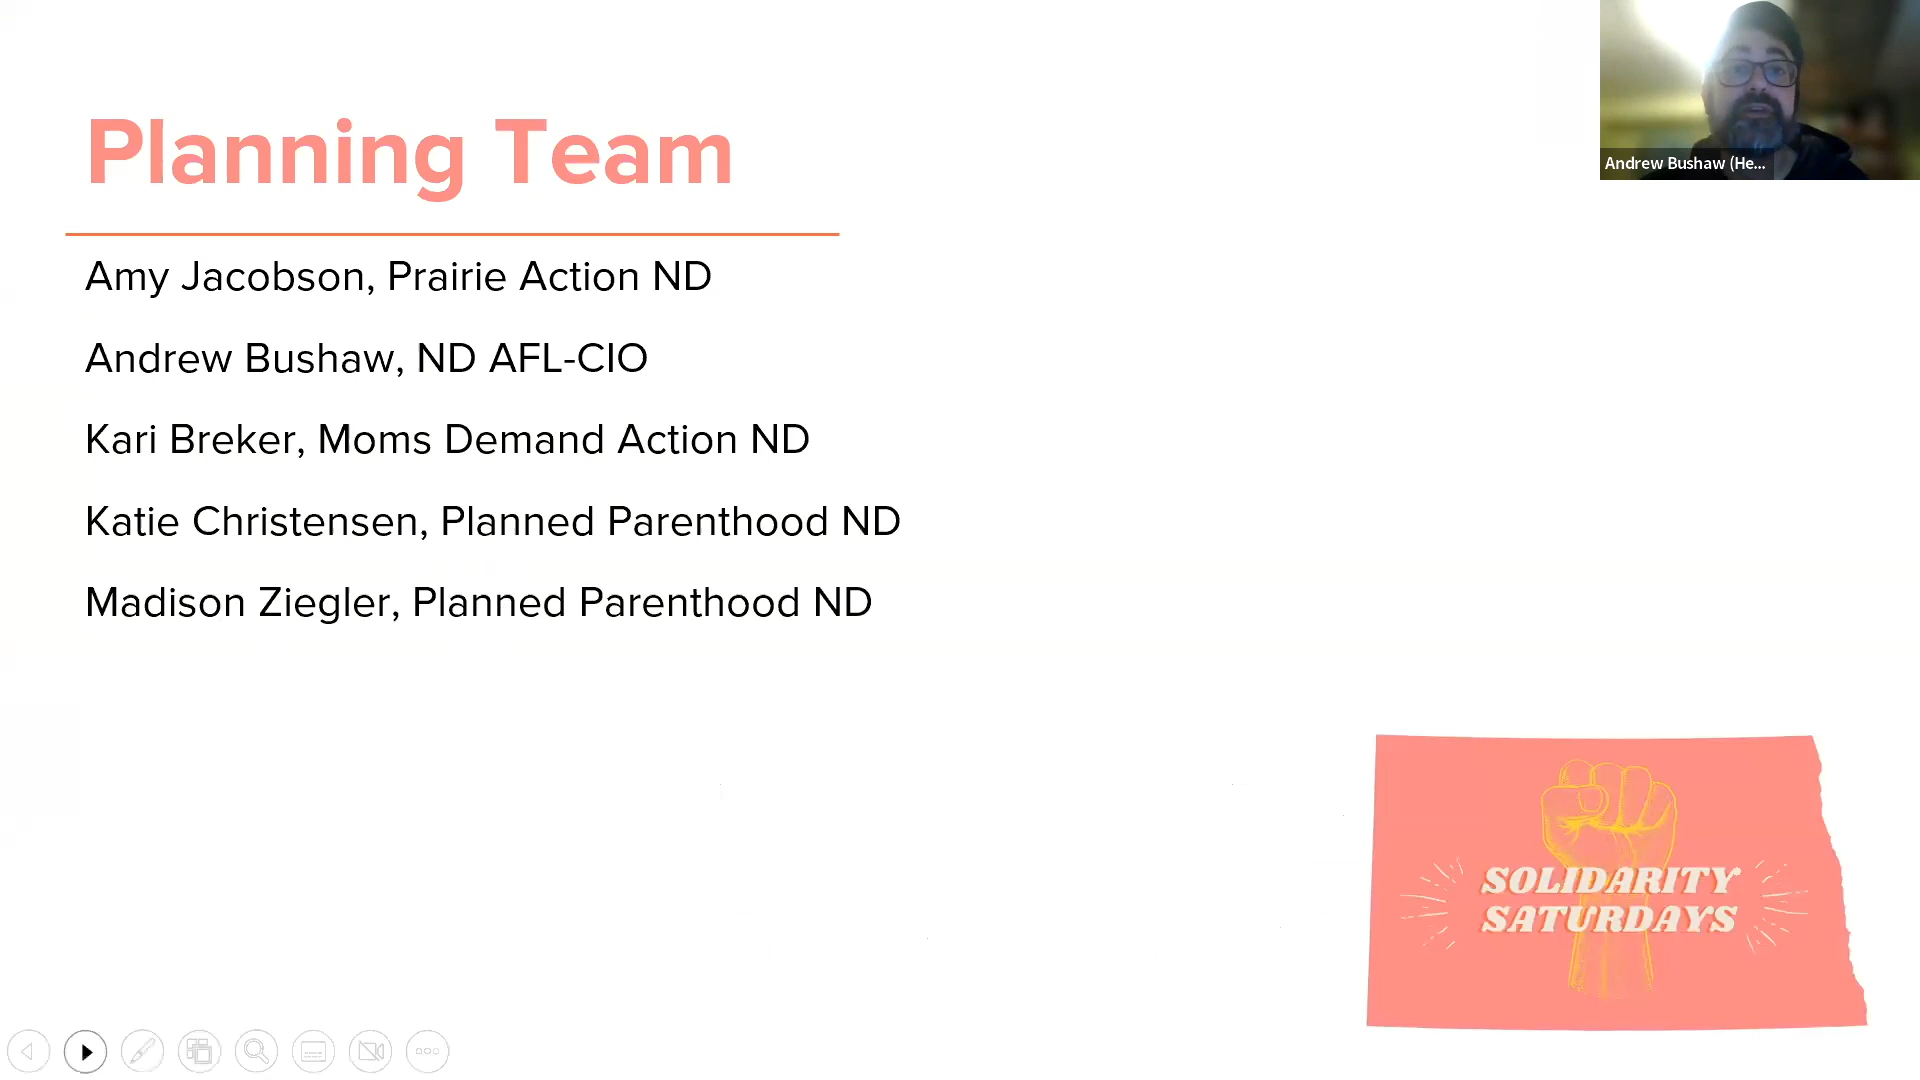 Planning Team
Andrew Bushaw (He...
Amy Jacobson, Prairie Action ND
Andrew Bushaw, ND AFL-CIO
Kari Breker, Moms Demand Action ND
Katie Christensen, Planned Parenthood ND
Madison Ziegler, Planned Parenthood ND
SOLIDARITY
SATURDAYS